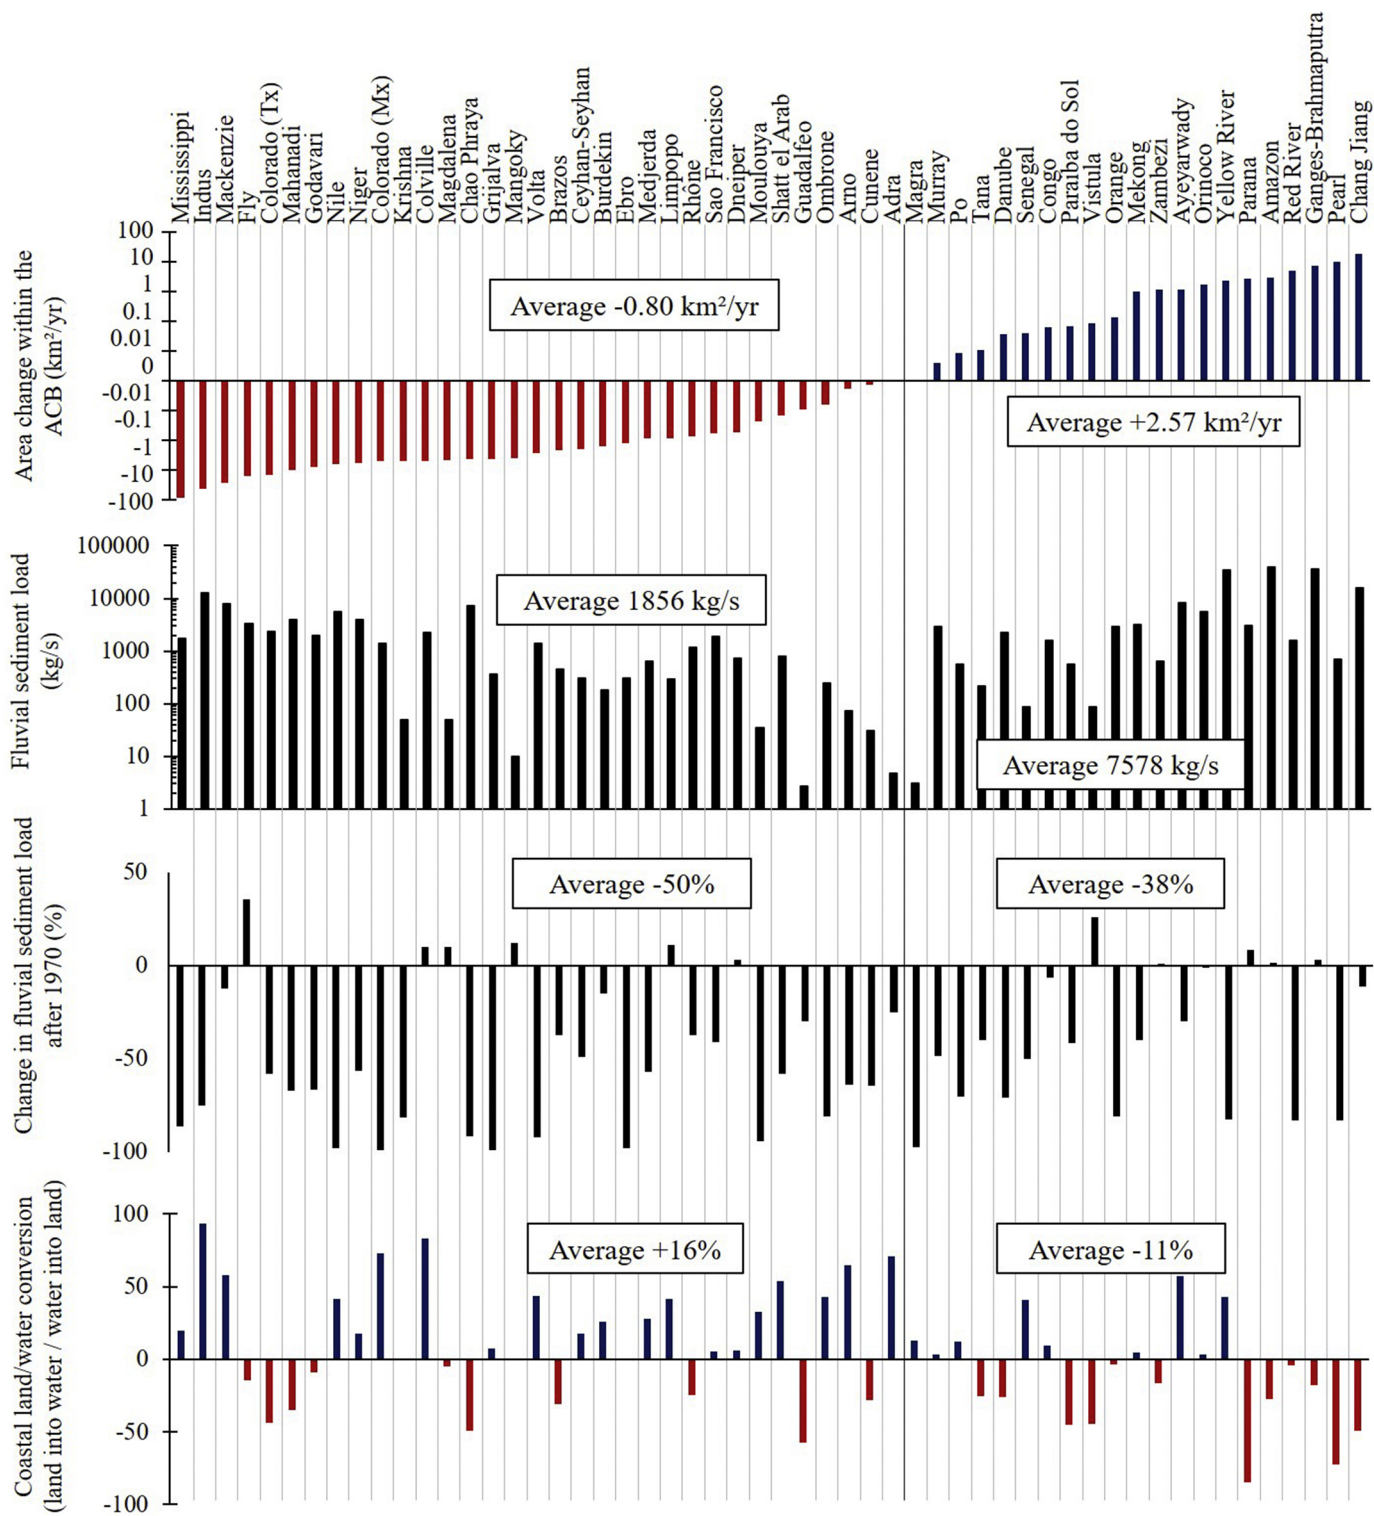 Mississippi
Indus
Mackenzie
Fly
Colorado (Tx)
Mahanadi
Godavari
Nile
Niger
Colorado (Mx)
Krishna
Colville
Magdalena
Chao Phraya
Grijalva
Mangoky
Volta
Brazos
Ceyhan-Seyhan
Burdekin
Ebro
Medjerda
Limpopo
Rhône
Sao Francisco
Dneiper
Moulouya
Shatt el Arab
Guadalfeo
Ombrone
Arno
Cunene
Adra
Magra
Murray
Po
Tana
Danube
Senegal
Congo
Paraiba do Sol
Vistula
Orange
Mekong
Zambezi
Ayeyarwady
Orinoco
Yellow River
Parana
Amazon
Red River
Ganges-Brahmaputra
Pearl
Chang Jiang
Area change within the
ACB (km²/yr)
100
10
1
0.1
0.01
0
-0.01
-0.1
-1
-10
-100
Average -0.80 km²/yr
Average +2.57 km²/yr
Fluvial sediment load
(kg/s)
100000
10000
1000
100
10
1
Average 1856 kg/s
Average 7578 kg/s
Change in fluvial sediment load
after 1970 (%)
50
0
-50
-100
Average -50%
Average -38%
Coastal land/water conversion
(land into water / water into land)
100
50
0
-50
-100
Average +16%
Average -11%